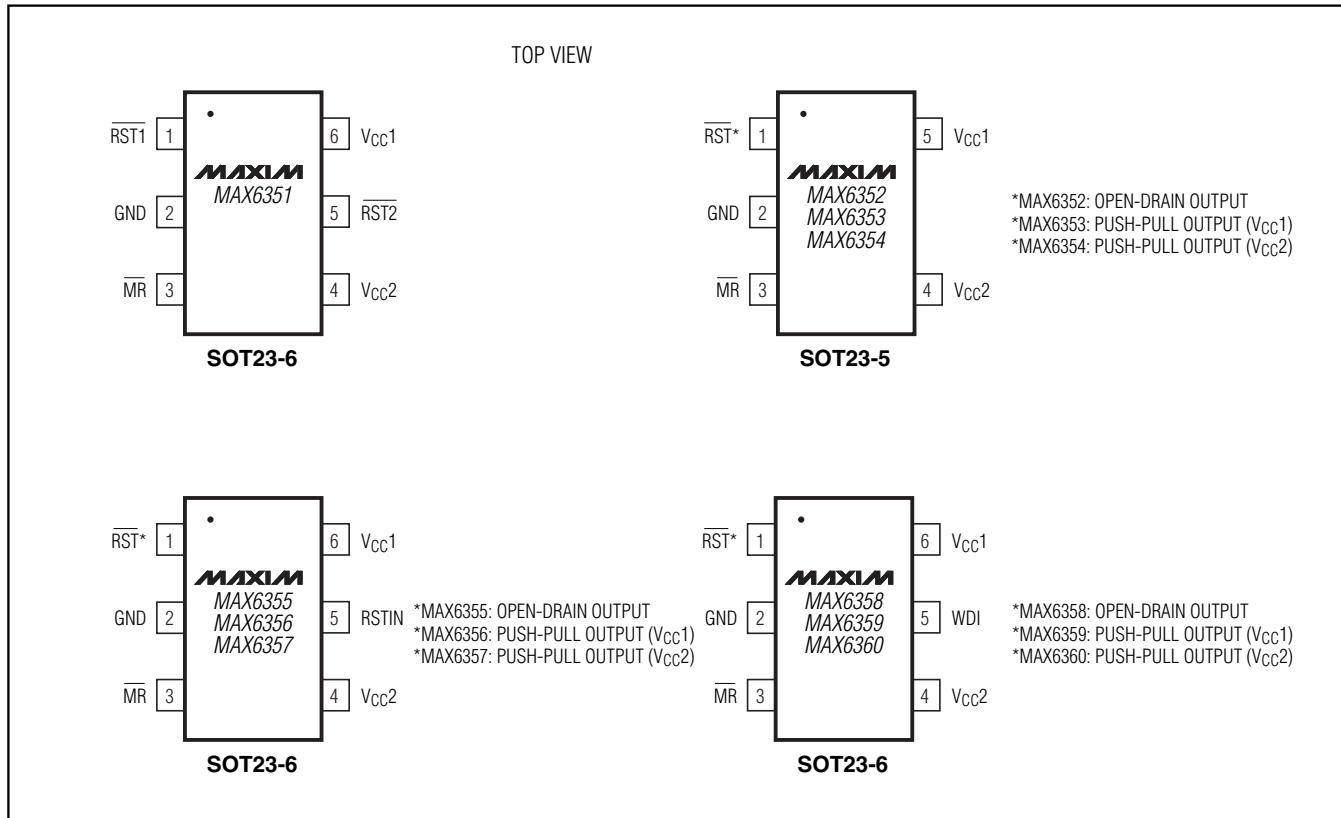 TOP VIEW
RST1 1
6 VCC1
MAXIM
MAX6351
GND 2
5 RST2
MR 3
4 VCC2
SOT23-6
RST* 1
5 VCC1
MAXIM
MAX6352
MAX6353
MAX6354
GND 2
MR 3
4 VCC2
*MAX6352: OPEN-DRAIN OUTPUT
*MAX6353: PUSH-PULL OUTPUT (VCC1)
*MAX6354: PUSH-PULL OUTPUT (VCC2)
SOT23-5
RST* 1
6 VCC1
MAXIM
MAX6355
MAX6356
MAX6357
GND 2
5 RSTIN
MR 3
4 VCC2
*MAX6355: OPEN-DRAIN OUTPUT
*MAX6356: PUSH-PULL OUTPUT (VCC1)
*MAX6357: PUSH-PULL OUTPUT (VCC2)
SOT23-6
RST* 1
6 VCC1
MAXIM
MAX6358
MAX6359
MAX6360
GND 2
5 WDI
MR 3
4 VCC2
*MAX6358: OPEN-DRAIN OUTPUT
*MAX6359: PUSH-PULL OUTPUT (VCC1)
*MAX6360: PUSH-PULL OUTPUT (VCC2)
SOT23-6